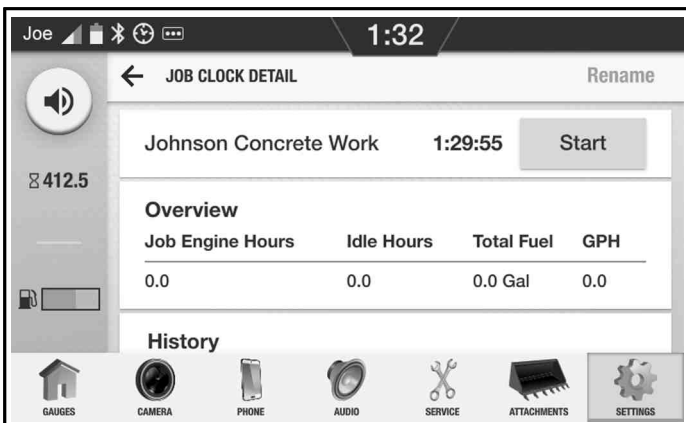 Joe 1:32
JOB CLOCK DETAIL Rename
Johnson Concrete Work 1:29:55 Start
412.5
Overview
Job Engine Hours Idle Hours Total Fuel GPH
0.0 0.0 0.0 Gal 0.0
History
GAUGES CAMERA PHONE AUDIO SERVICE ATTACHMENTS SETTINGS